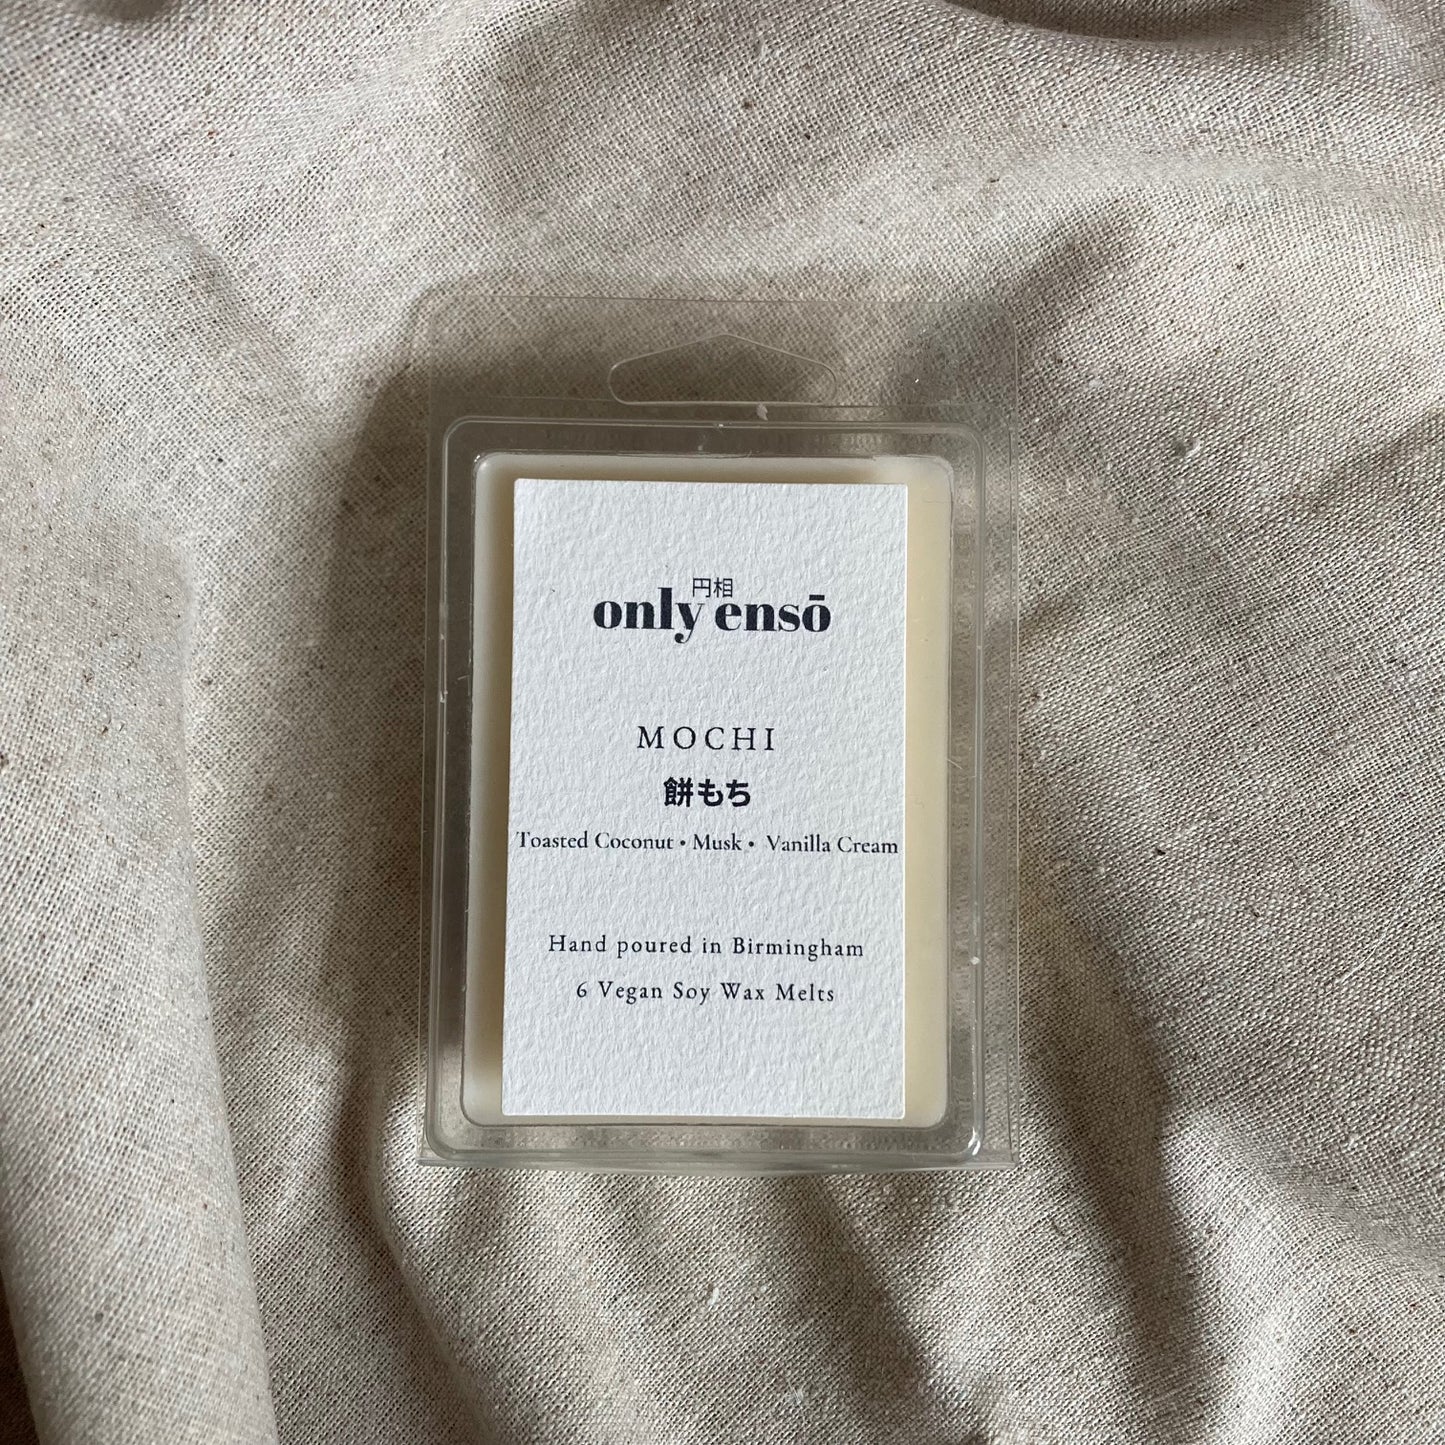 円相
only ensō
MOCHI
餅もち
Toasted Coconut • Musk • Vanilla Cream
Hand poured in Birmingham
6 Vegan Soy Wax Melts